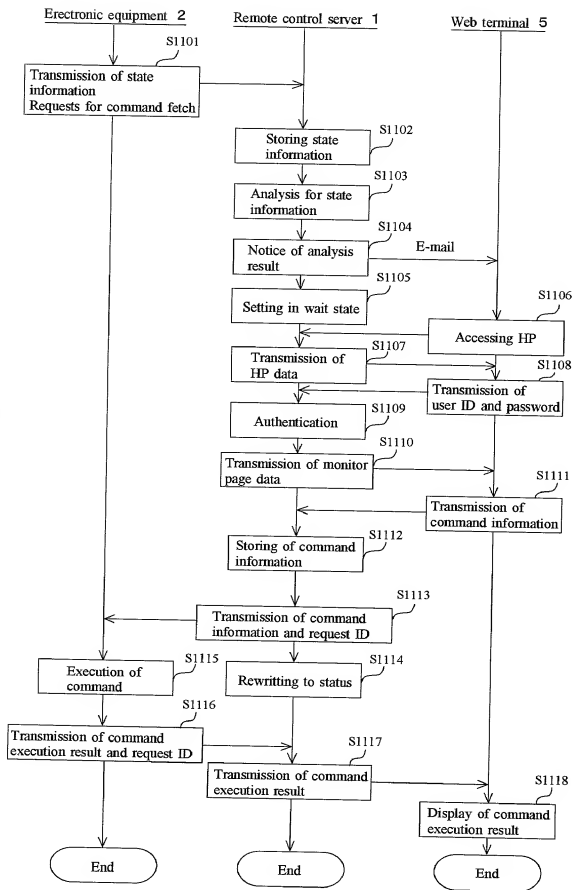 Erectronic equipment 2
Remote control server 1
Web terminal 5
S1101
Transmission of state
information
Requests for command fetch
S1102
Storing state
information
S1103
Analysis for state
information
S1104
Notice of analysis
result
E-mail
S1105
Setting in wait state
S1106
Accessing HP
S1107
Transmission of
HP data
S1108
Transmission of
user ID and password
S1109
Authentication
S1110
Transmission of monitor
page data
S1111
Transmission of
command information
S1112
Storing of command
information
S1113
Transmission of command
information and request ID
S1115
Execution of
command
S1114
Rewritting to status
S1116
Transmission of command
execution result and request ID
S1117
Transmission of command
execution result
S1118
Display of command
execution result
End
End
End